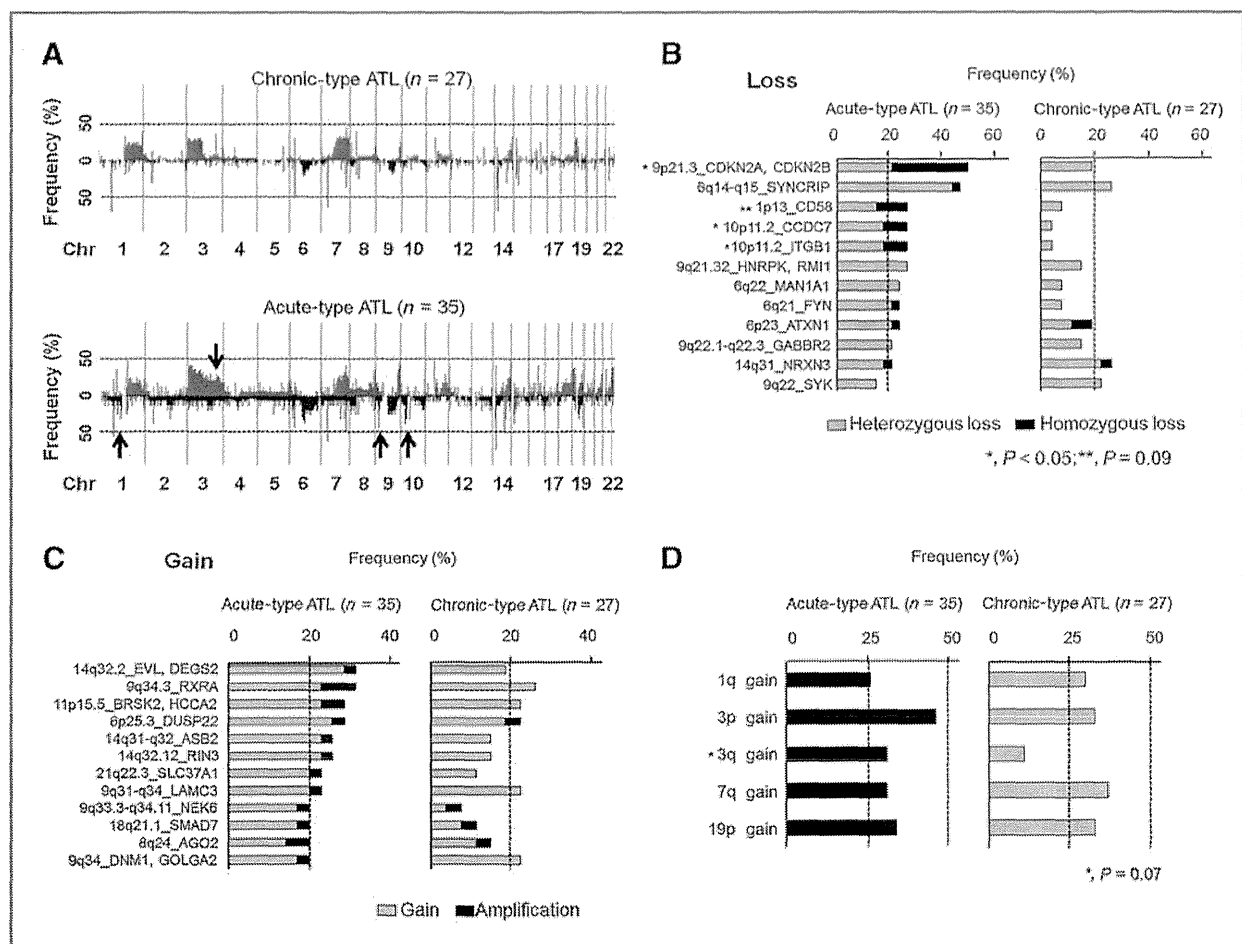 A
Chronic-type ATL (n = 27)
Frequency (%)
50
0
50
Chr 1 2 3 4 5 6 7 8 9 10 12 14 17 19 22
Acute-type ATL (n = 35)
Frequency (%)
50
0
50
Chr 1 2 3 4 5 6 7 8 9 10 12 14 17 19 22
B
Loss
Frequency (%)
Acute-type ATL (n = 35) Chronic-type ATL (n = 27)
0 20 40 60 0 20 40 60
* 9p21.3_CDKN2A, CDKN2B
6q14-q15_SYNCRIP
** 1p13_CD58
* 10p11.2_CCDC7
*10p11.2_ITGB1
9q21.32_HNRPK, RMI1
6q22_MAN1A1
6q21_FYN
6p23_ATXN1
9q22.1-q22.3_GABBR2
14q31_NRXN3
9q22_SYK
Heterozygous loss Homozygous loss
*, P < 0.05; **, P = 0.09
C
Gain
Frequency (%)
Acute-type ATL (n = 35) Chronic-type ATL (n = 27)
0 20 40 0 20 40
14q32.2_EVL, DEGS2
9q34.3_RXRA
11p15.5_BRSK2, HCCA2
6p25.3_DUSP22
14q31-q32_ASB2
14q32.12_RIN3
21q22.3_SLC37A1
9q31-q34_LAMC3
9q33.3-q34.11_NEK6
18q21.1_SMAD7
8q24_AGO2
9q34_DNM1, GOLGA2
Gain Amplification
D
Frequency (%)
Acute-type ATL (n = 35) Chronic-type ATL (n = 27)
0 25 50 0 25 50
1q gain
3p gain
*3q gain
7q gain
19p gain
*, P = 0.07